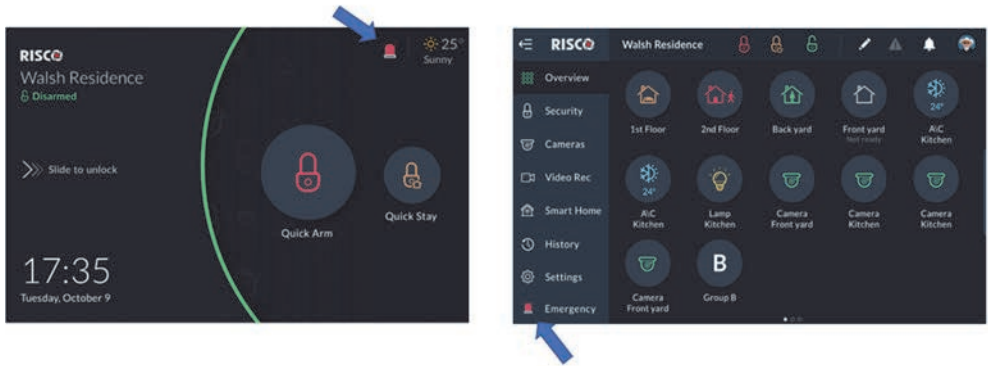 RISCO
Walsh Residence
Disarmed
25°
Sunny
Slide to unlock
Quick Arm
Quick Stay
17:35
Tuesday, October 9
RISCO
Walsh Residence
Overview
Security
Cameras
Video Rec
Smart Home
History
Settings
Emergency
1st Floor
2nd Floor
Back yard
Front yard
Not ready
24°
A\C
Kitchen
24°
A\C
Kitchen
Lamp
Kitchen
Camera
Front yard
Camera
Kitchen
Camera
Kitchen
Camera
Front yard
B
Group B